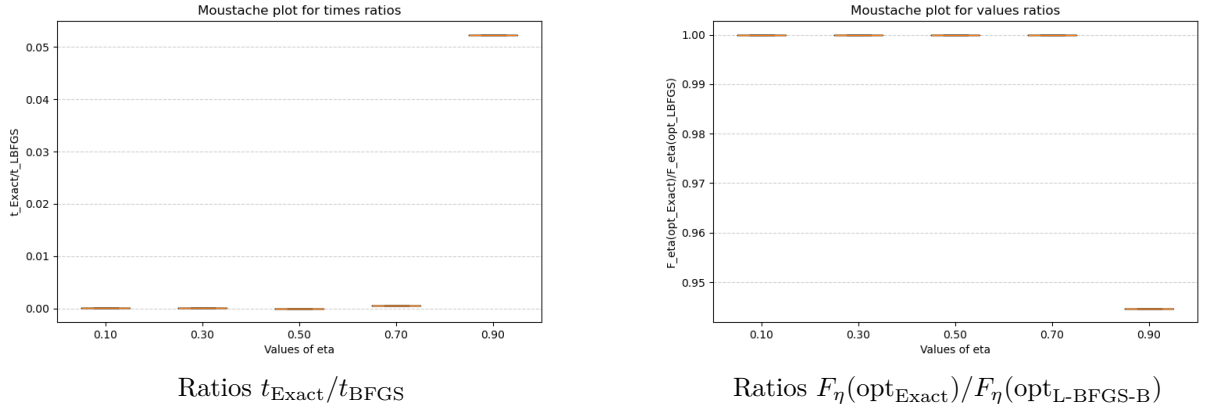 Moustache plot for times ratios
t_Exact/t_LBFGS
0.05
0.04
0.03
0.02
0.01
0.00
0.10 0.30 0.50 0.70 0.90
Values of eta
Ratios t_Exact/t_BFGS
Moustache plot for values ratios
F_eta(opt_Exact)/F_eta(opt_LBFGS)
1.00
0.99
0.98
0.97
0.96
0.95
0.10 0.30 0.50 0.70 0.90
Values of eta
Ratios F_η(opt_Exact)/F_η(opt_L-BFGS-B)